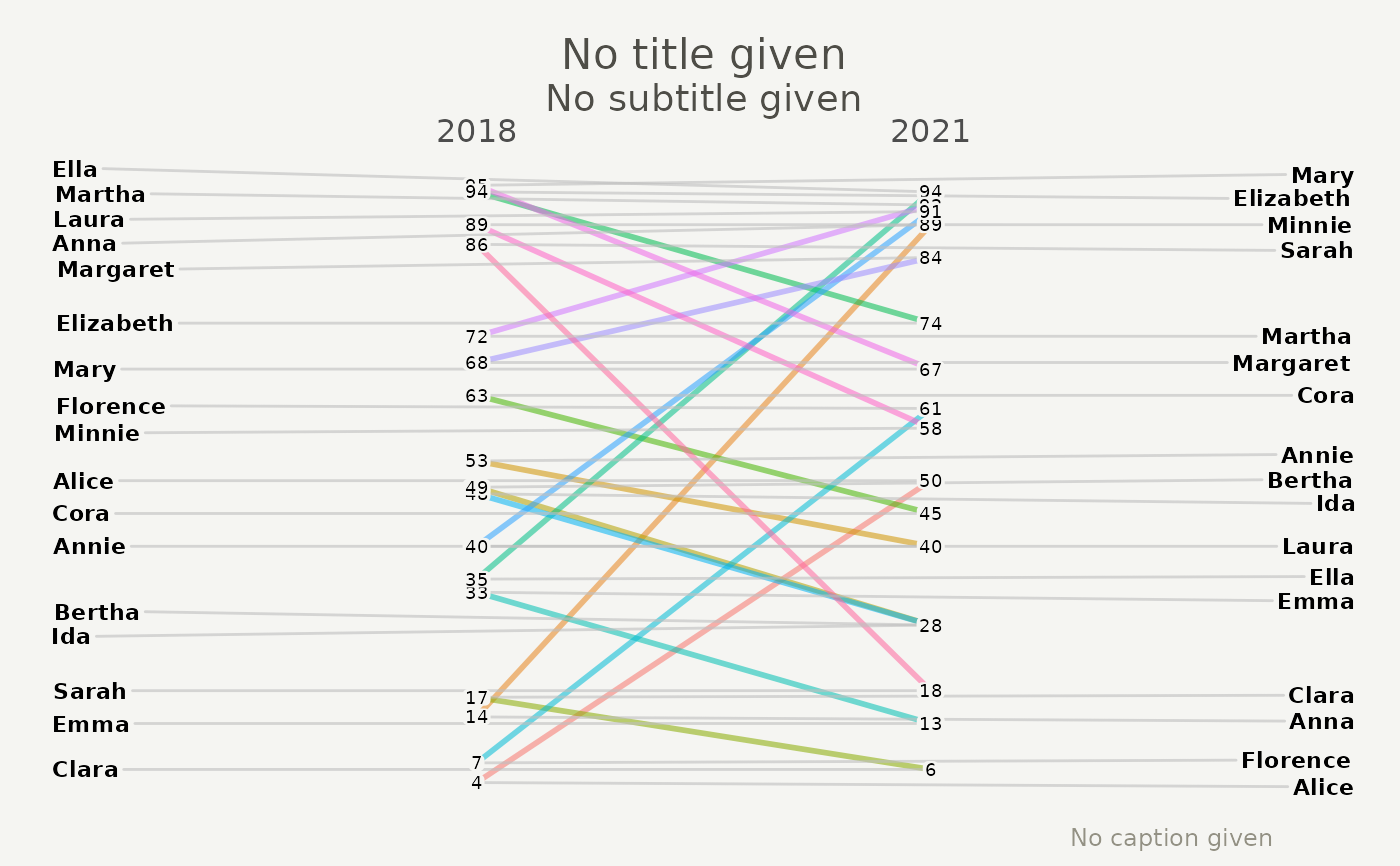 No title given
No subtitle given
2018 2021
Ella
Mary
94 94
Martha
Elizabeth
Laura
91
89 89
Minnie
Anna
86
Sarah
84
Margaret
Elizabeth
74
72
Martha
68
Margaret
Mary
67
63
Cora
Florence
61
Minnie
58
53
Annie
Alice
50
Bertha
49
Ida
Cora
45
Annie
40 40
Laura
35
Ella
33
Emma
Bertha
28
Ida
Sarah
18
17
Clara
14
Anna
Emma
13
7
Florence
Clara
6
4
Alice
No caption given